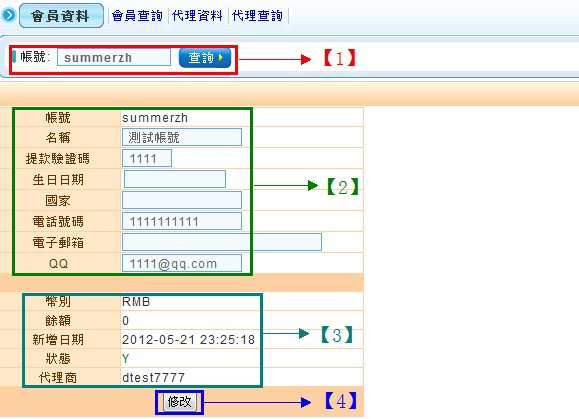 會員資料 會員查詢 代理資料 代理查詢
帳號: summerzh 查詢 【1】
帳號 summerzh
名稱 測試帳號
提款驗證碼 1111
生日日期 【2】
國家
電話號碼 1111111111
電子郵箱
QQ 1111@qq.com
幣別 RMB
餘額 0
新增日期 2012-05-21 23:25:18 【3】
狀態 Y
代理商 dtest7777
修改 【4】